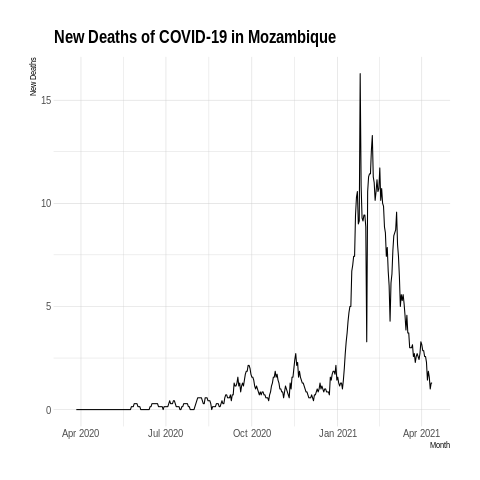 New Deaths of COVID-19 in Mozambique
New Deaths
15
10
5
0
Apr 2020 Jul 2020 Oct 2020 Jan 2021 Apr 2021
Month